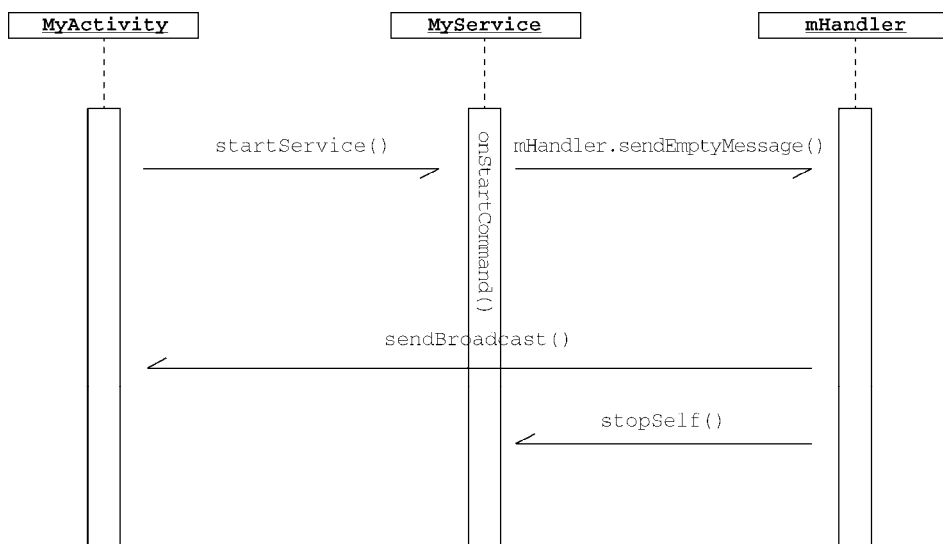 MyActivity
MyService
mHandler
startService()
onStartCommand()
mHandler.sendEmptyMessage()
sendBroadcast()
stopSelf()